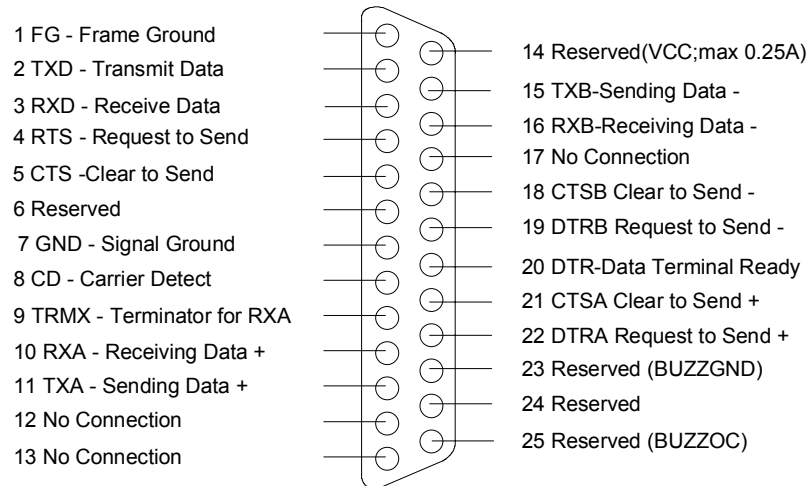 1 FG - Frame Ground
2 TXD - Transmit Data
3 RXD - Receive Data
4 RTS - Request to Send
5 CTS -Clear to Send
6 Reserved
7 GND - Signal Ground
8 CD - Carrier Detect
9 TRMX - Terminator for RXA
10 RXA - Receiving Data +
11 TXA - Sending Data +
12 No Connection
13 No Connection
14 Reserved(VCC;max 0.25A)
15 TXB-Sending Data -
16 RXB-Receiving Data -
17 No Connection
18 CTSB Clear to Send -
19 DTRB Request to Send -
20 DTR-Data Terminal Ready
21 CTSA Clear to Send +
22 DTRA Request to Send +
23 Reserved (BUZZGND)
24 Reserved
25 Reserved (BUZZOC)